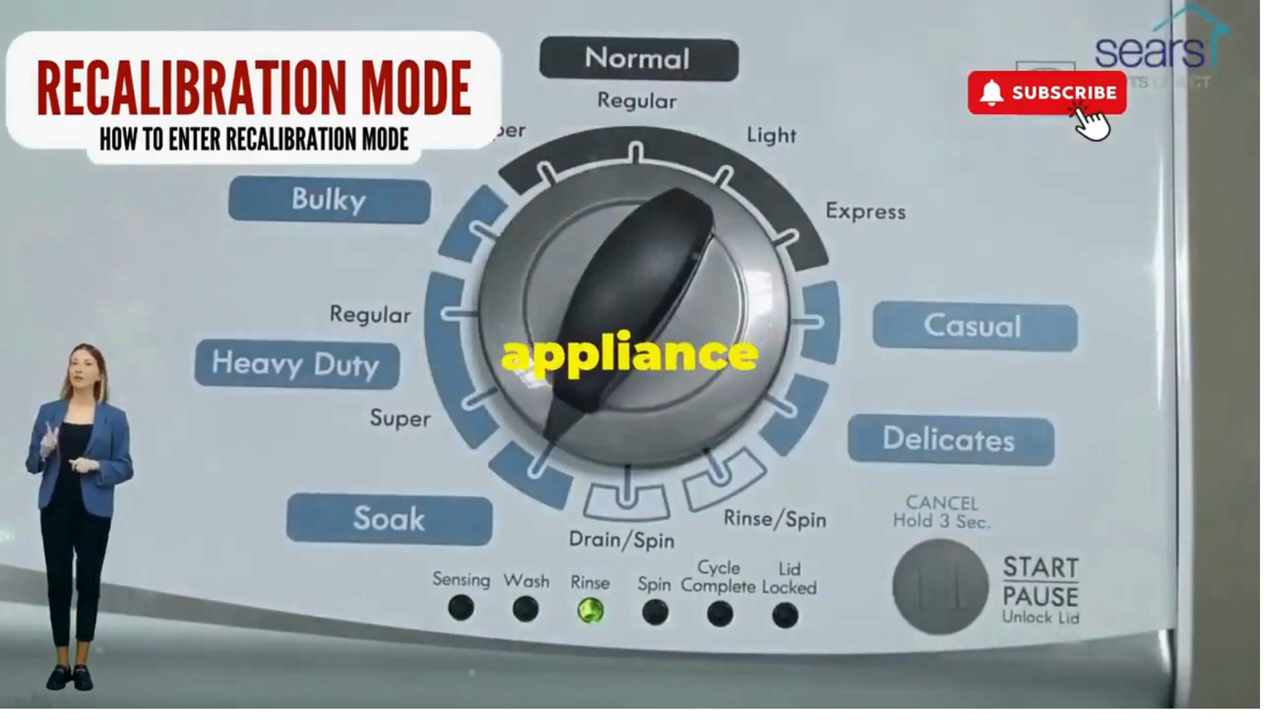 RECALIBRATION MODE
HOW TO ENTER RECALIBRATION MODE
Normal
sears
SUBSCRIBE
Regular
Light
Bulky
Express
Regular
Casual
appliance
Heavy Duty
Super
Delicates
Soak
CANCEL
Hold 3 Sec.
Rinse/Spin
Drain/Spin
Sensing Wash Rinse Spin Cycle Complete Lid Locked
START
PAUSE
Unlock Lid